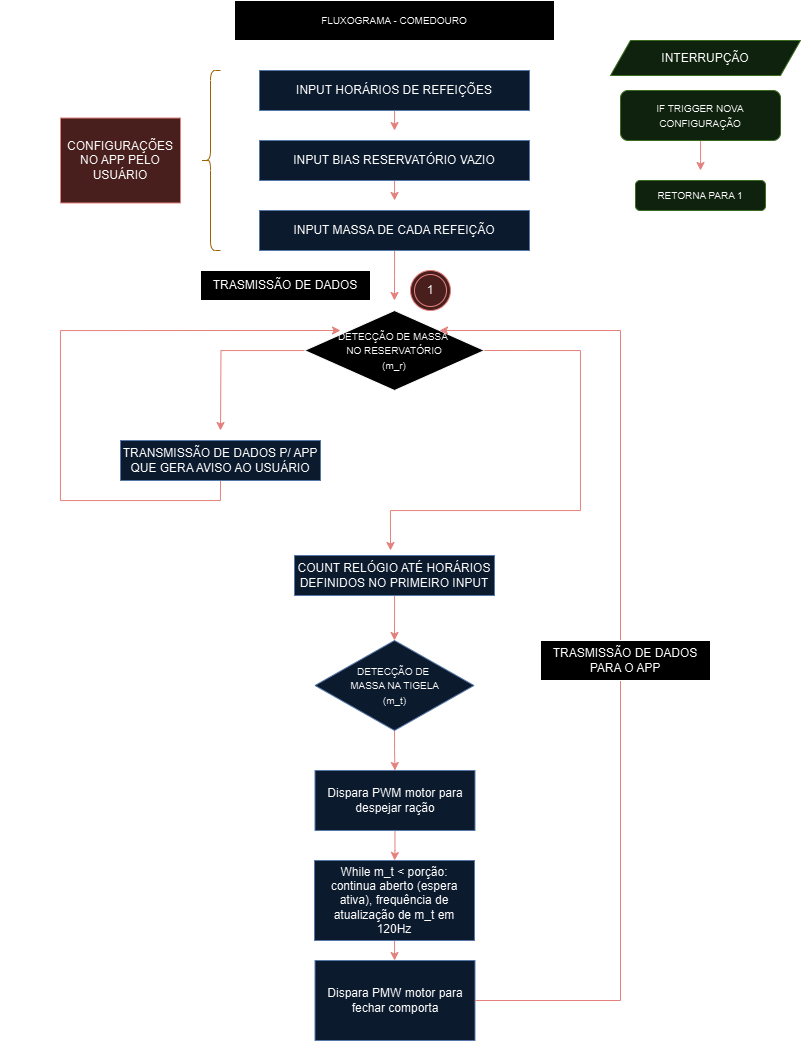 FLUXOGRAMA - COMEDOURO
INTERRUPÇÃO
INPUT HORÁRIOS DE REFEIÇÕES
IF TRIGGER NOVA
CONFIGURAÇÃO
CONFIGURAÇÕES
NO APP PELO
USUÁRIO
INPUT BIAS RESERVATÓRIO VAZIO
RETORNA PARA 1
INPUT MASSA DE CADA REFEIÇÃO
TRASMISSÃO DE DADOS
1
DETECÇÃO DE MASSA
NO RESERVATÓRIO
(m_r)
TRANSMISSÃO DE DADOS P/ APP
QUE GERA AVISO AO USUÁRIO
COUNT RELÓGIO ATÉ HORÁRIOS
DEFINIDOS NO PRIMEIRO INPUT
TRASMISSÃO DE DADOS
PARA O APP
DETECÇÃO DE
MASSA NA TIGELA
(m_t)
Dispara PWM motor para
despejar ração
While m_t < porção:
continua aberto (espera
ativa), frequência de
atualização de m_t em
120Hz
Dispara PMW motor para
fechar comporta